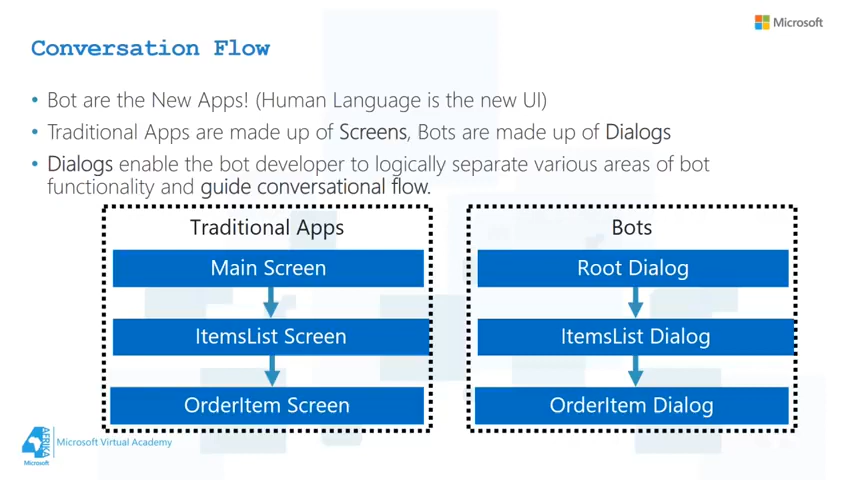 Microsoft
Conversation Flow
• Bot are the New Apps! (Human Language is the new UI)
• Traditional Apps are made up of Screens, Bots are made up of Dialogs
• Dialogs enable the bot developer to logically separate various areas of bot
functionality and guide conversational flow.
Traditional Apps
Main Screen
ItemsList Screen
OrderItem Screen
Bots
Root Dialog
ItemsList Dialog
OrderItem Dialog
4AFRIKA
Microsoft
Microsoft Virtual Academy